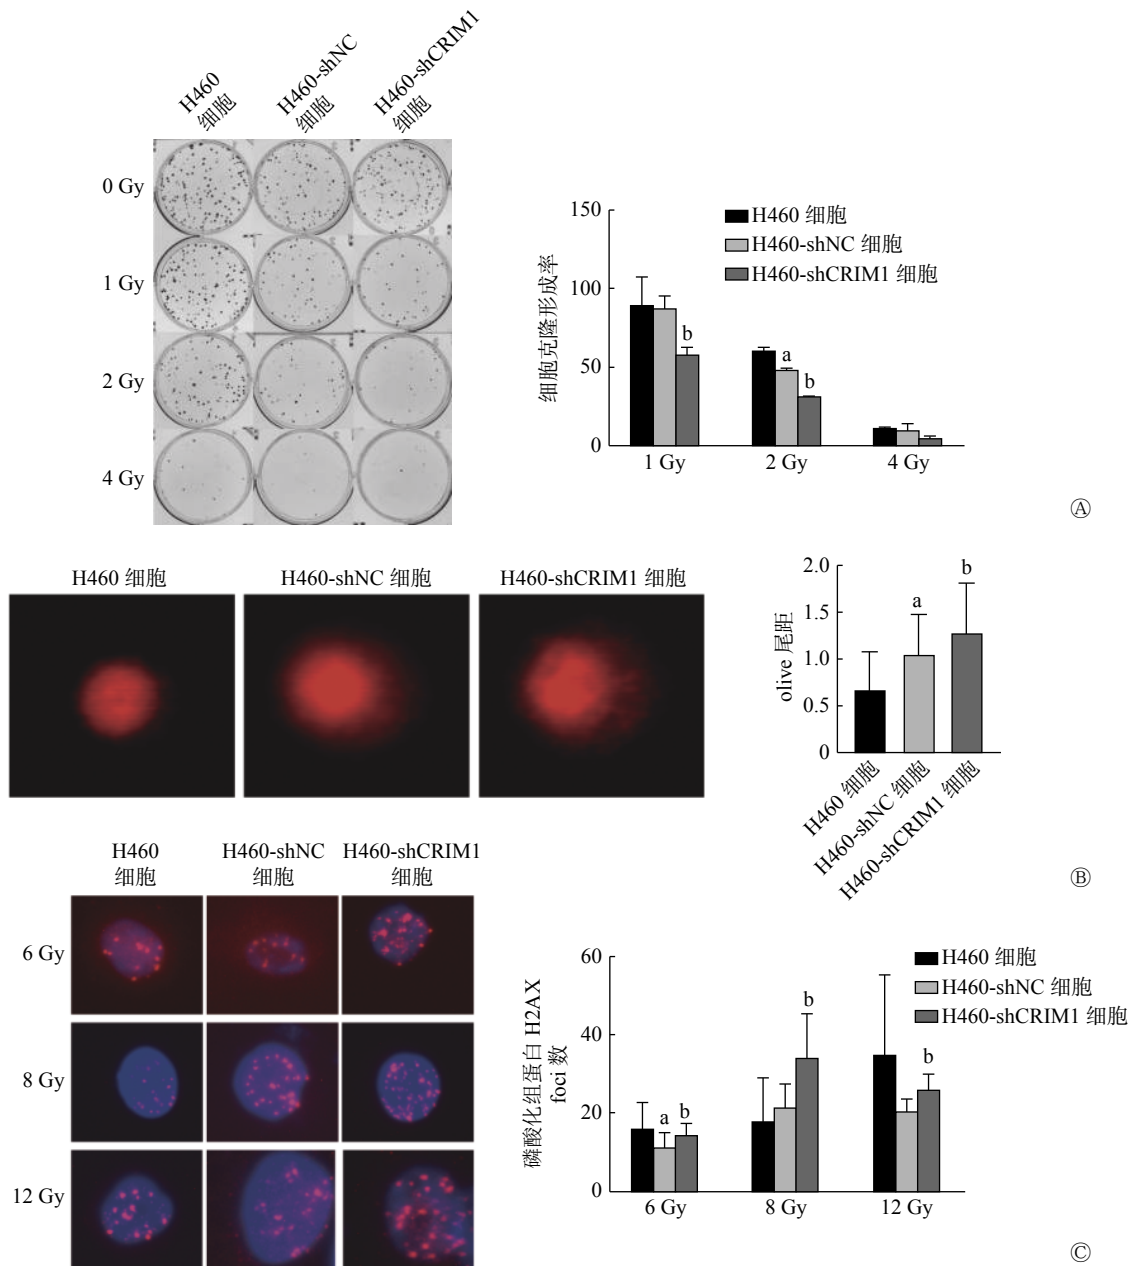 H460
细胞
H460-shNC
细胞
H460-shCRIM1
细胞
0 Gy
1 Gy
2 Gy
4 Gy
150
100
50
0
细胞克隆形成率
H460 细胞
H460-shNC 细胞
H460-shCRIM1 细胞
b
a
b
1 Gy
2 Gy
4 Gy
Ⓐ
H460 细胞
H460-shNC 细胞
H460-shCRIM1 细胞
2.0
1.5
1.0
0.5
0
olive 尾距
a
b
H460 细胞
H460-shNC 细胞
H460-shCRIM1 细胞
Ⓑ
H460
细胞
H460-shNC
细胞
H460-shCRIM1
细胞
6 Gy
8 Gy
12 Gy
60
40
20
0
磷酸化组蛋白 H2AX
foci 数
H460 细胞
H460-shNC 细胞
H460-shCRIM1 细胞
a
b
b
b
6 Gy
8 Gy
12 Gy
Ⓒ